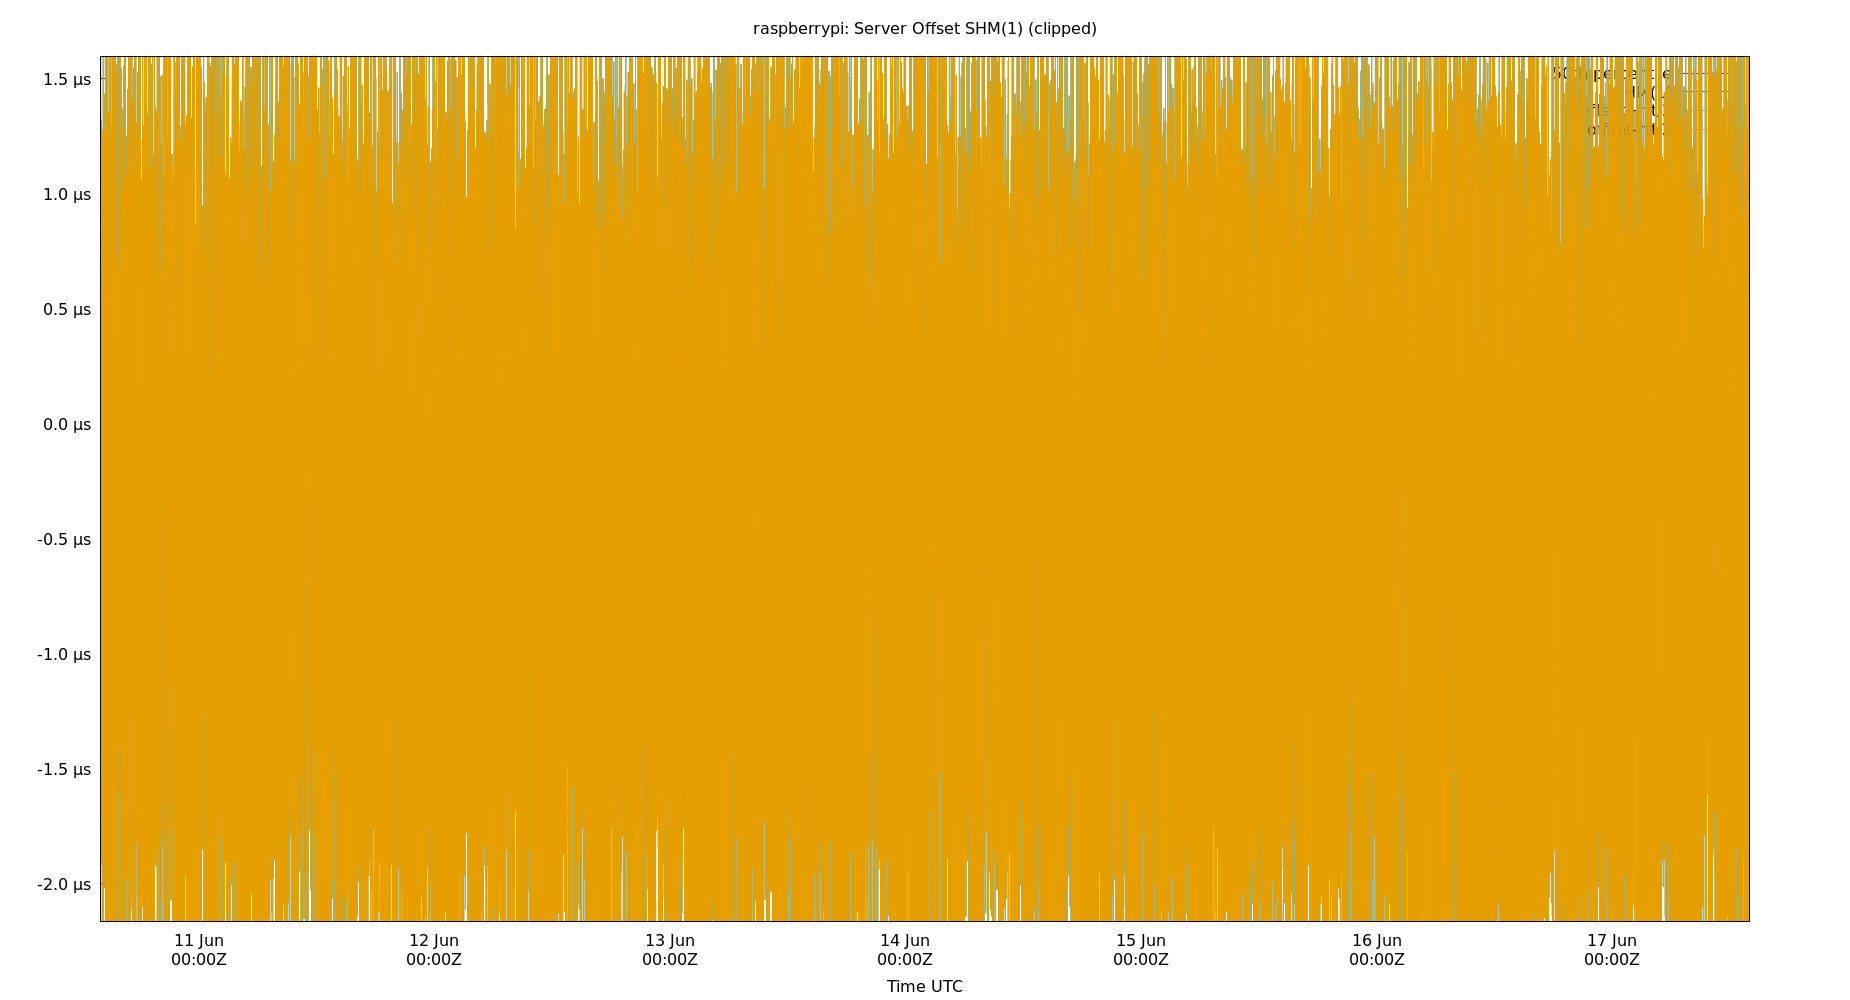 raspberrypi: Server Offset SHM(1) (clipped)
1.5 µs
1.0 µs
0.5 µs
0.0 µs
-0.5 µs
-1.0 µs
-1.5 µs
-2.0 µs
11 Jun 12 Jun 13 Jun 14 Jun 15 Jun 16 Jun 17 Jun
00:00Z 00:00Z 00:00Z 00:00Z 00:00Z 00:00Z 00:00Z
Time UTC